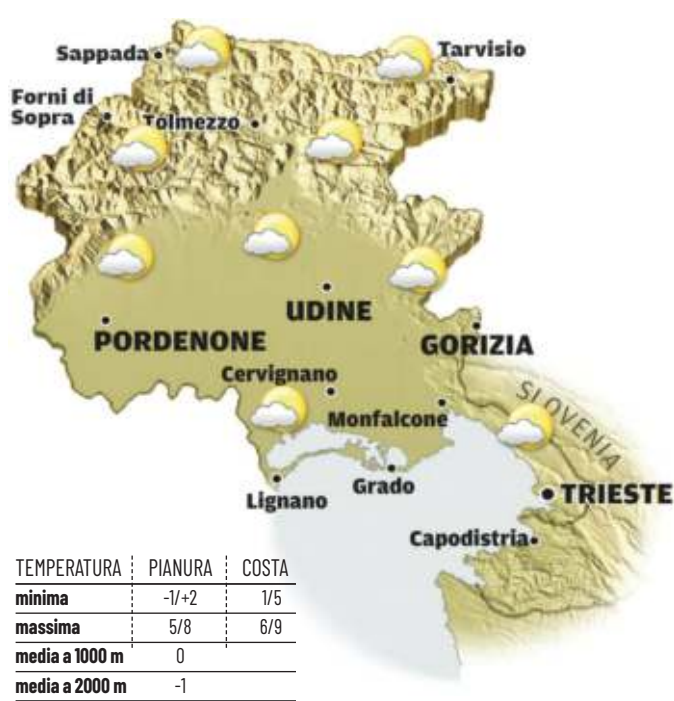 Sappada
Tarvisio
Forni di
Sopra
Tolmezzo
UDINE
PORDENONE
GORIZIA
Cervignano
SLOVENIA
Monfalcone
Grado
Lignano
TRIESTE
Capodistria
TEMPERATURA PIANURA COSTA
minima -1/+2 1/5
massima 5/8 6/9
media a 1000 m 0
media a 2000 m -1